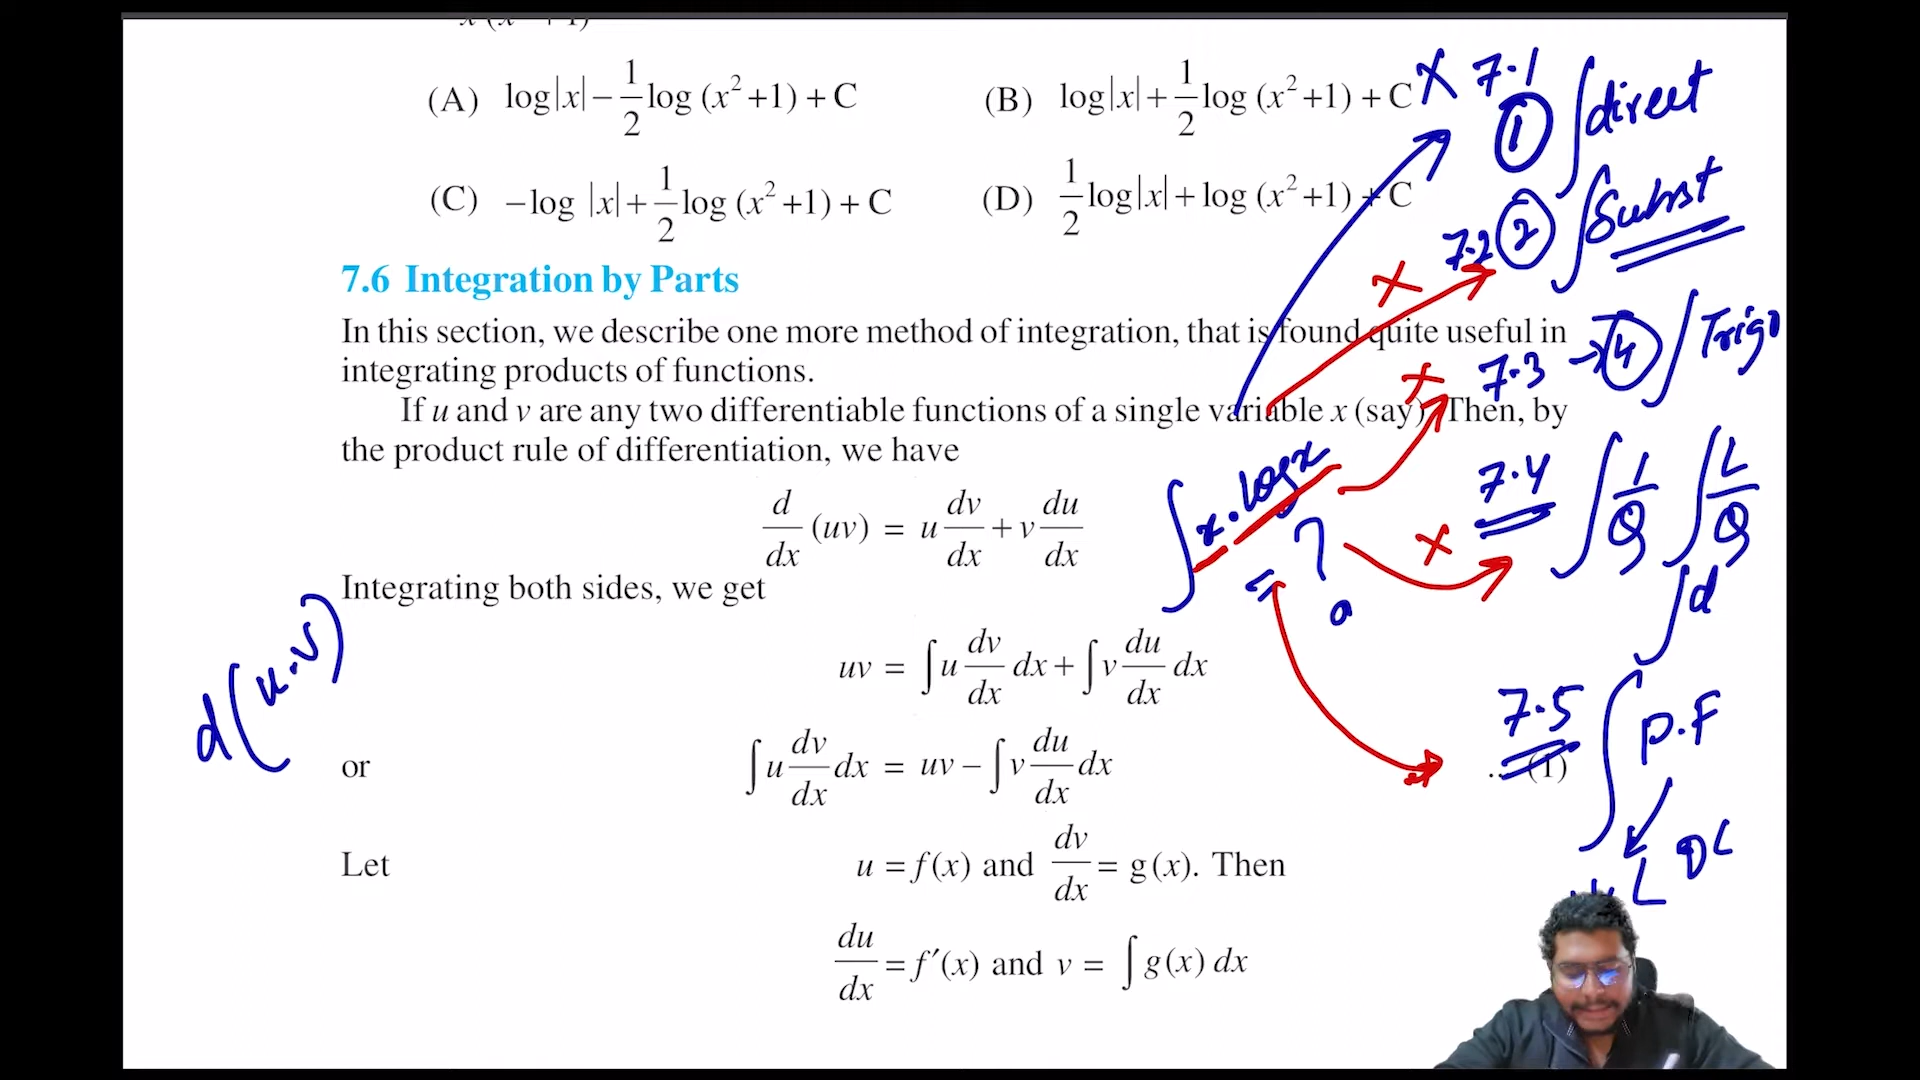 (A) log|x| − 1/2 log (x² +1) + C (B) log|x| + 1/2 log (x² +1) + C
(C) −log |x| + 1/2 log (x² +1) + C (D) 1/2 log|x| + log (x² +1) + C
7.6 Integration by Parts
In this section, we describe one more method of integration, that is found quite useful in
integrating products of functions.
If u and v are any two differentiable functions of a single variable x (say). Then, by
the product rule of differentiation, we have
d/dx (uv) = u dv/dx + v du/dx
Integrating both sides, we get
uv = ∫ u dv/dx dx + ∫ v du/dx dx
or ∫ u dv/dx dx = uv − ∫ v du/dx dx ... (1)
Let u = f(x) and dv/dx = g(x). Then
du/dx = f′(x) and v = ∫ g(x) dx
d(u·v)
∫ x·logx
= ?
X 7.1
① ∫ direct
7.2 ② ∫ Subst
X
7.3 → ④ ∫ Trigo
X
7.4 ∫ 1/Q ∫ L/Q
X
∫ d
7.5 ∫ P.F
L